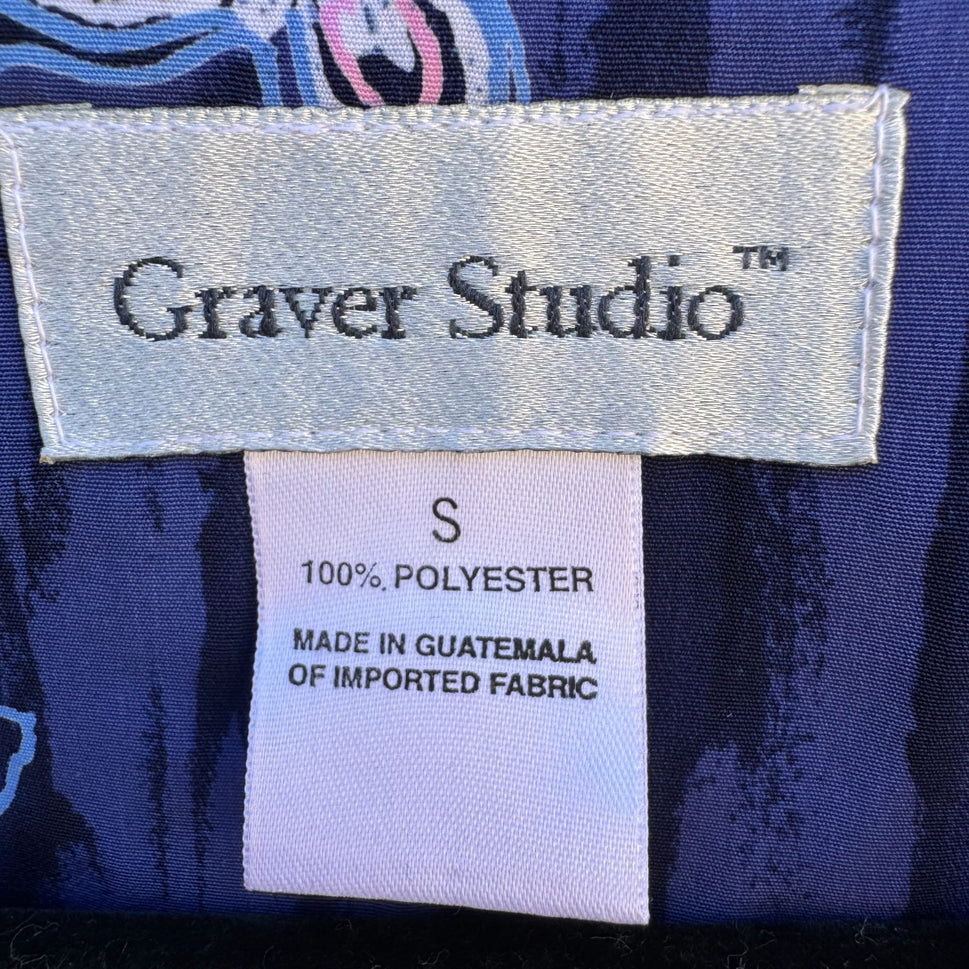 Graver Studio™
S
100% POLYESTER
MADE IN GUATEMALA
OF IMPORTED FABRIC